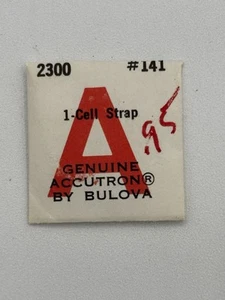 2300 #141
1-Cell Strap
.95
A
GENUINE
ACCUTRON®
BY BULOVA